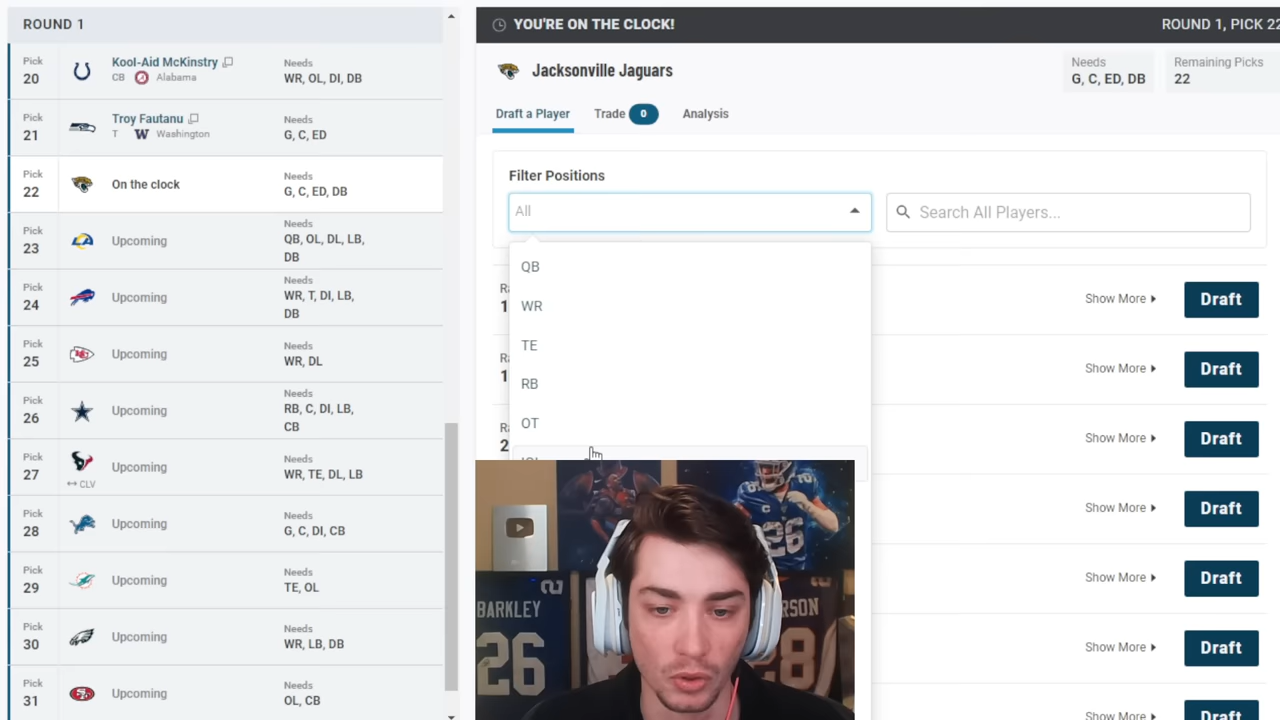 ROUND 1
Pick
20
Kool-Aid McKinstry
CB Alabama
Needs
WR, OL, DI, DB
Pick
21
Troy Fautanu
T W Washington
Needs
G, C, ED
Pick
22
On the clock
Needs
G, C, ED, DB
Pick
23
Upcoming
Needs
QB, OL, DL, LB,
DB
Pick
24
Upcoming
Needs
WR, T, DI, LB,
DB
Pick
25
Upcoming
Needs
WR, DL
Pick
26
Upcoming
Needs
RB, C, DI, LB,
CB
Pick
27
CLV
Upcoming
Needs
WR, TE, DL, LB
Pick
28
Upcoming
Needs
G, C, DI, CB
Pick
29
Upcoming
Needs
TE, OL
Pick
30
Upcoming
Needs
WR, LB, DB
Pick
31
Upcoming
Needs
OL, CB
YOU'RE ON THE CLOCK!
ROUND 1, PICK 22
Jacksonville Jaguars
Needs
G, C, ED, DB
Remaining Picks
22
Draft a Player
Trade 0
Analysis
Filter Positions
All
Search All Players...
QB
WR
TE
RB
OT
Show More
Draft
Show More
Draft
Show More
Draft
Show More
Draft
Show More
Draft
Show More
Draft
Show More
Draft
BARKLEY
26
26
RSON
28